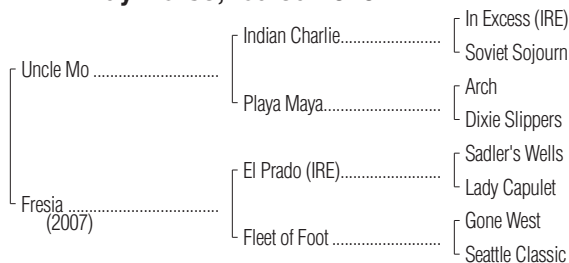 In Excess (IRE)
Indian Charlie
Soviet Sojourn
Uncle Mo
Arch
Playa Maya
Dixie Slippers
Sadler's Wells
El Prado (IRE)
Lady Capulet
Fresia
(2007)
Gone West
Fleet of Foot
Seattle Classic